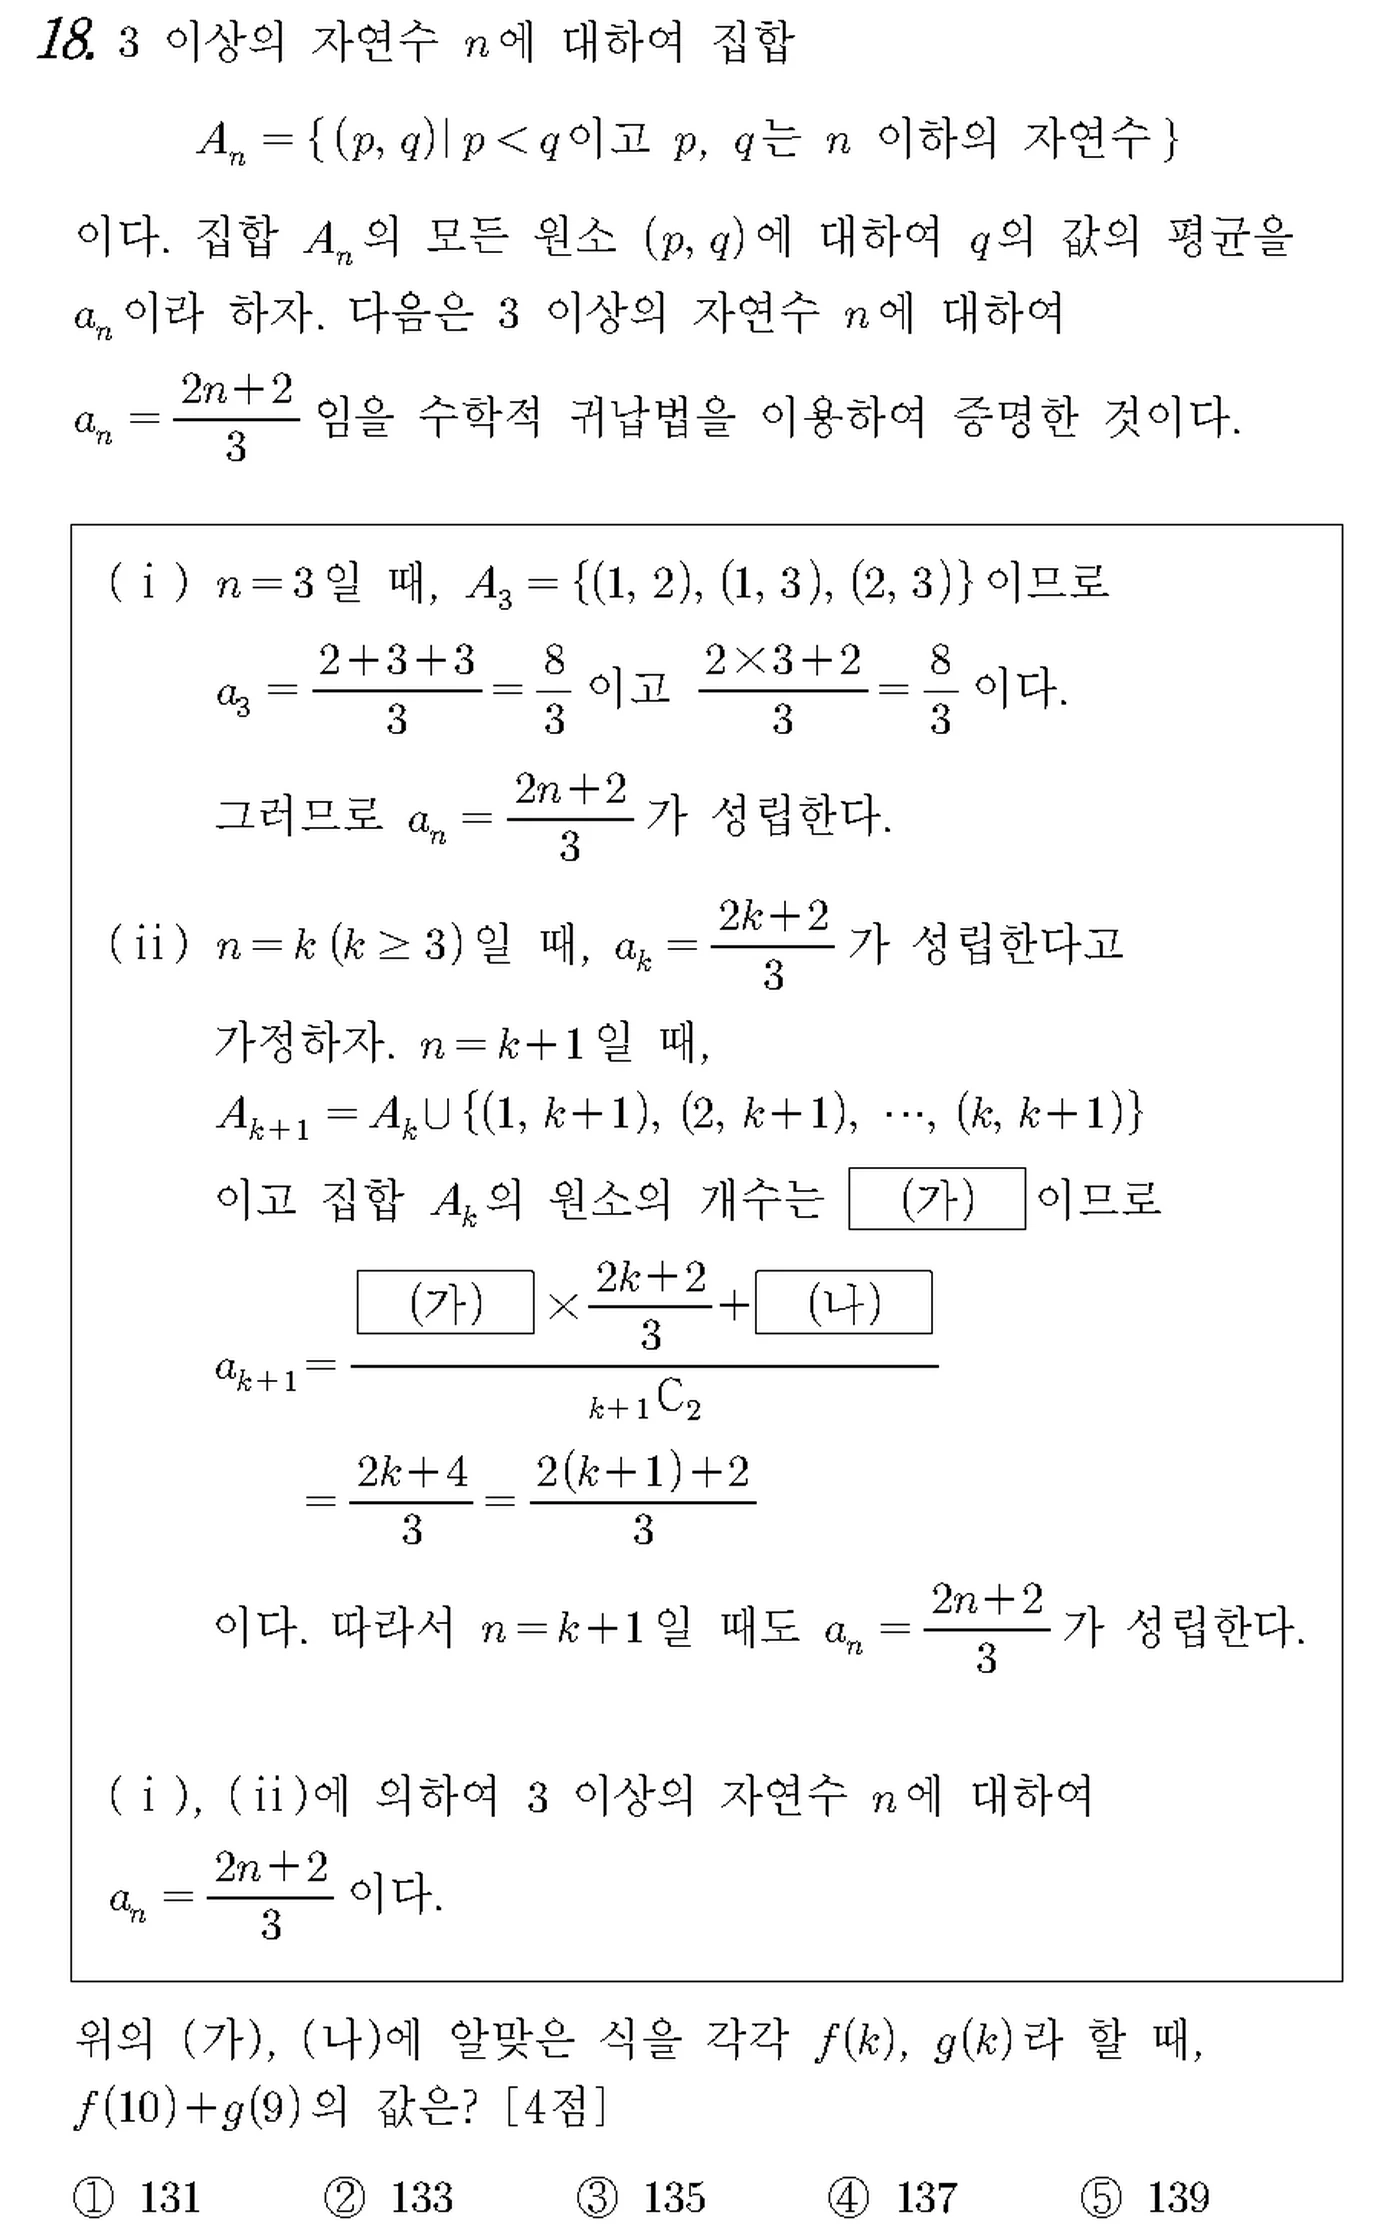 18. 3 이상의 자연수 n에 대하여 집합
A_n = {(p, q)| p < q이고 p, q는 n 이하의 자연수}
이다. 집합 A_n의 모든 원소 (p, q)에 대하여 q의 값의 평균을
a_n이라 하자. 다음은 3 이상의 자연수 n에 대하여
a_n = (2n+2)/3 임을 수학적 귀납법을 이용하여 증명한 것이다.
(ⅰ) n=3일 때, A_3 = {(1, 2), (1, 3), (2, 3)}이므로
a_3 = (2+3+3)/3 = 8/3 이고 (2×3+2)/3 = 8/3 이다.
그러므로 a_n = (2n+2)/3 가 성립한다.
(ⅱ) n=k (k ≥ 3)일 때, a_k = (2k+2)/3 가 성립한다고
가정하자. n=k+1일 때,
A_{k+1} = A_k∪{(1, k+1), (2, k+1), ⋯, (k, k+1)}
이고 집합 A_k의 원소의 개수는 (가) 이므로
a_{k+1} = ( (가) × (2k+2)/3 + (나) ) / _{k+1}C_2
= (2k+4)/3 = (2(k+1)+2)/3
이다. 따라서 n=k+1일 때도 a_n = (2n+2)/3 가 성립한다.
(ⅰ), (ⅱ)에 의하여 3 이상의 자연수 n에 대하여
a_n = (2n+2)/3 이다.
위의 (가), (나)에 알맞은 식을 각각 f(k), g(k)라 할 때,
f(10)+g(9)의 값은? [4점]
① 131 ② 133 ③ 135 ④ 137 ⑤ 139